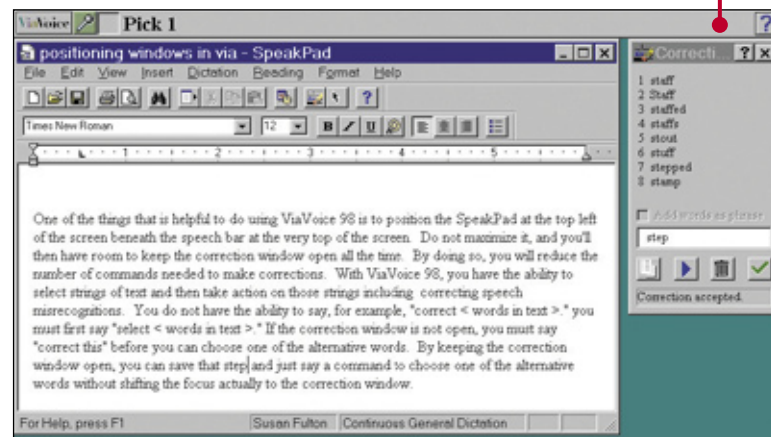 ViaVoice Pick 1 ?
positioning windows in via - SpeakPad
File Edit View Insert Dictation Reading Format Help
Times New Roman 12 B I U
1 2 3 4 5
One of the things that is helpful to do using ViaVoice 98 is to position the SpeakPad at the top left
of the screen beneath the speech bar at the very top of the screen. Do not maximize it, and you'll
then have room to keep the correction window open all the time. By doing so, you will reduce the
number of commands needed to make corrections. With ViaVoice 98, you have the ability to
select strings of text and then take action on those strings including correcting speech
misrecognitions. You do not have the ability to say, for example, "correct < words in text >." you
must first say "select < words in text >." If the correction window is not open, you must say
"correct this" before you can choose one of the alternative words. By keeping the correction
window open, you can save that step and just say a command to choose one of the alternative
words without shifting the focus actually to the correction window.
For Help, press F1 Susan Fulton Continuous General Dictation
Correcti... ? x
1 staff
2 Staff
3 staffed
4 staffs
5 stout
6 stuff
7 stepped
8 stamp
Add words as phrase
step
Correction accepted.